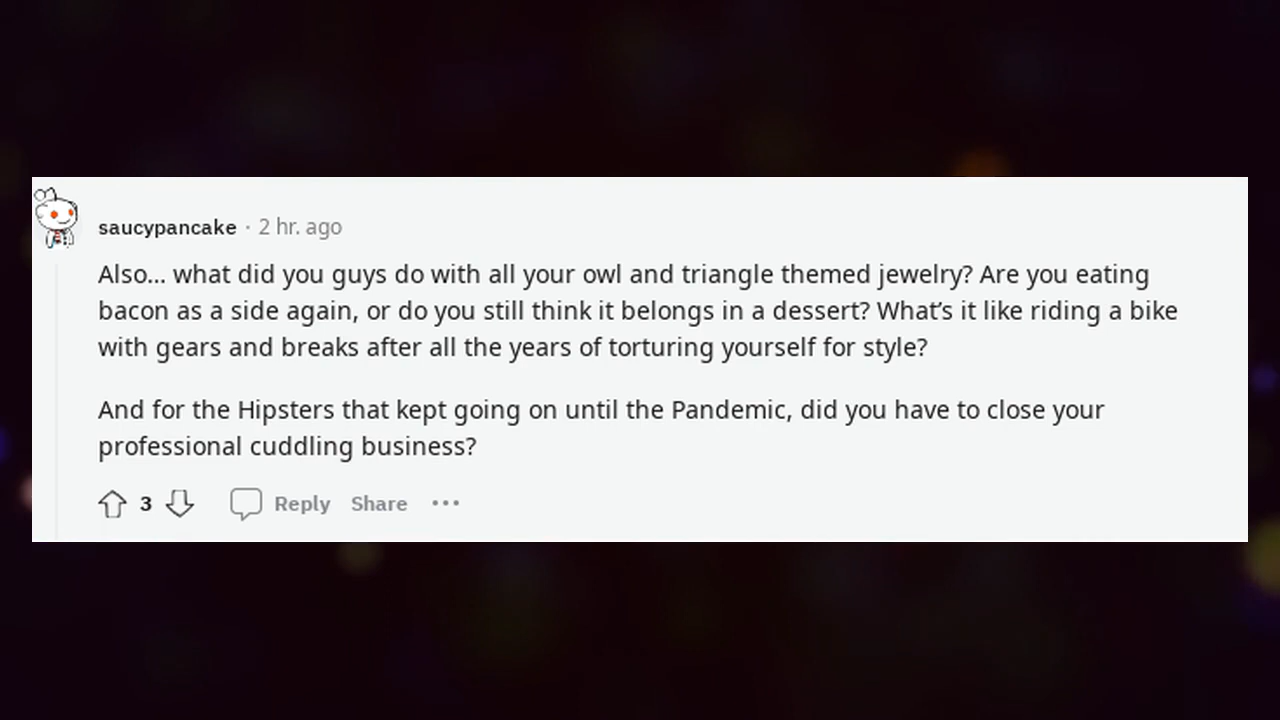 saucypancake · 2 hr. ago
Also... what did you guys do with all your owl and triangle themed jewelry? Are you eating
bacon as a side again, or do you still think it belongs in a dessert? What’s it like riding a bike
with gears and breaks after all the years of torturing yourself for style?
And for the Hipsters that kept going on until the Pandemic, did you have to close your
professional cuddling business?
3 Reply Share •••